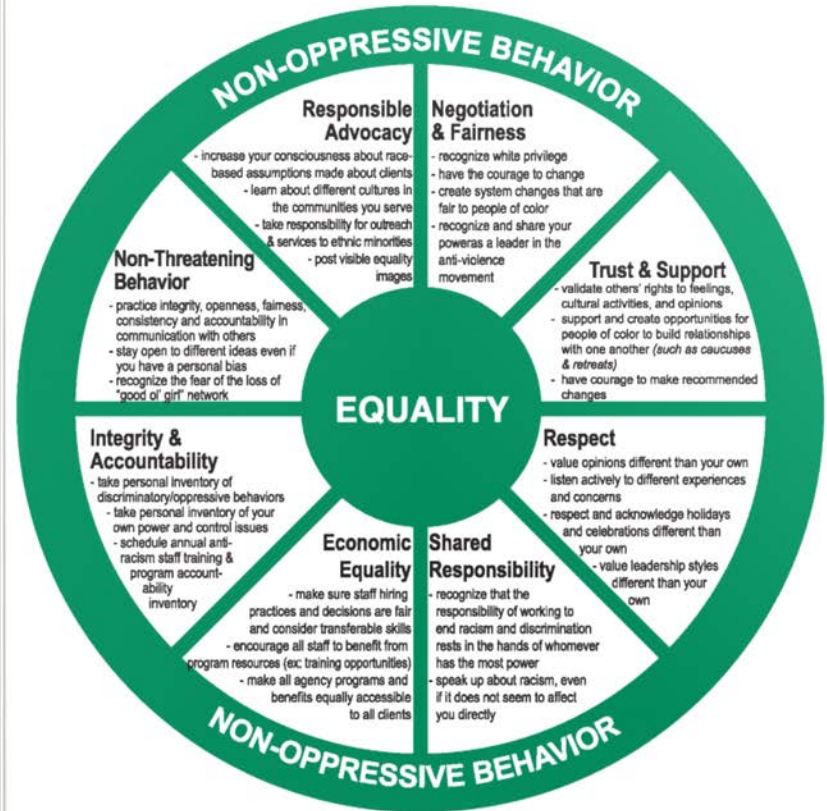 NON-OPPRESSIVE BEHAVIOR
Responsible
Advocacy
- increase your consciousness about race-
based assumptions made about clients
- learn about different cultures in
the communities you serve
- take responsibility for outreach
& services to ethnic minorities
- post visible equality
images
Negotiation
& Fairness
- recognize white privilege
- have the courage to change
- create system changes that are
fair to people of color
- recognize and share your
poweras a leader in the
anti-violence
movement
Non-Threatening
Behavior
- practice integrity, openness, fairness,
consistency and accountability in
communication with others
- stay open to different ideas even if
you have a personal bias
- recognize the fear of the loss of
"good ol' girl" network
Trust & Support
- validate others' rights to feelings,
cultural activities, and opinions
- support and create opportunities for
people of color to build relationships
with one another (such as caucuses
& retreats)
- have courage to make recommended
changes
EQUALITY
Integrity &
Accountability
- take personal inventory of
discriminatory/oppressive behaviors
- take personal inventory of your
own power and control issues
- schedule annual anti-
racism staff training &
program account-
ability
inventory
Respect
- value opinions different than your own
- listen actively to different experiences
and concerns
- respect and acknowledge holidays
and celebrations different than
your own
- value leadership styles
different than your
own
Economic
Equality
- make sure staff hiring
practices and decisions are fair
and consider transferable skills
- encourage all staff to benefit from
program resources (ex: training opportunities)
- make all agency programs and
benefits equally accessible
to all clients
Shared
Responsibility
- recognize that the
responsibility of working to
end racism and discrimination
rests in the hands of whomever
has the most power
- speak up about racism, even
if it does not seem to affect
you directly
NON-OPPRESSIVE BEHAVIOR